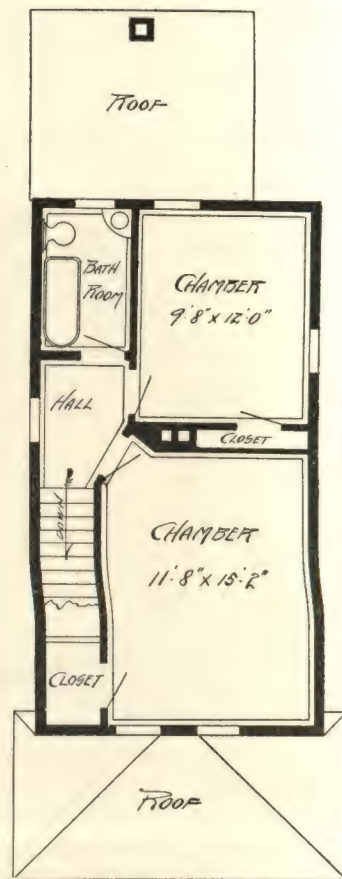 ROOF
BATH
ROOM
CHAMBER
9'-8" x 12'-0"
HALL
CLOSET
DOWN
CHAMBER
11'-8" x 15'-2"
CLOSET
ROOF